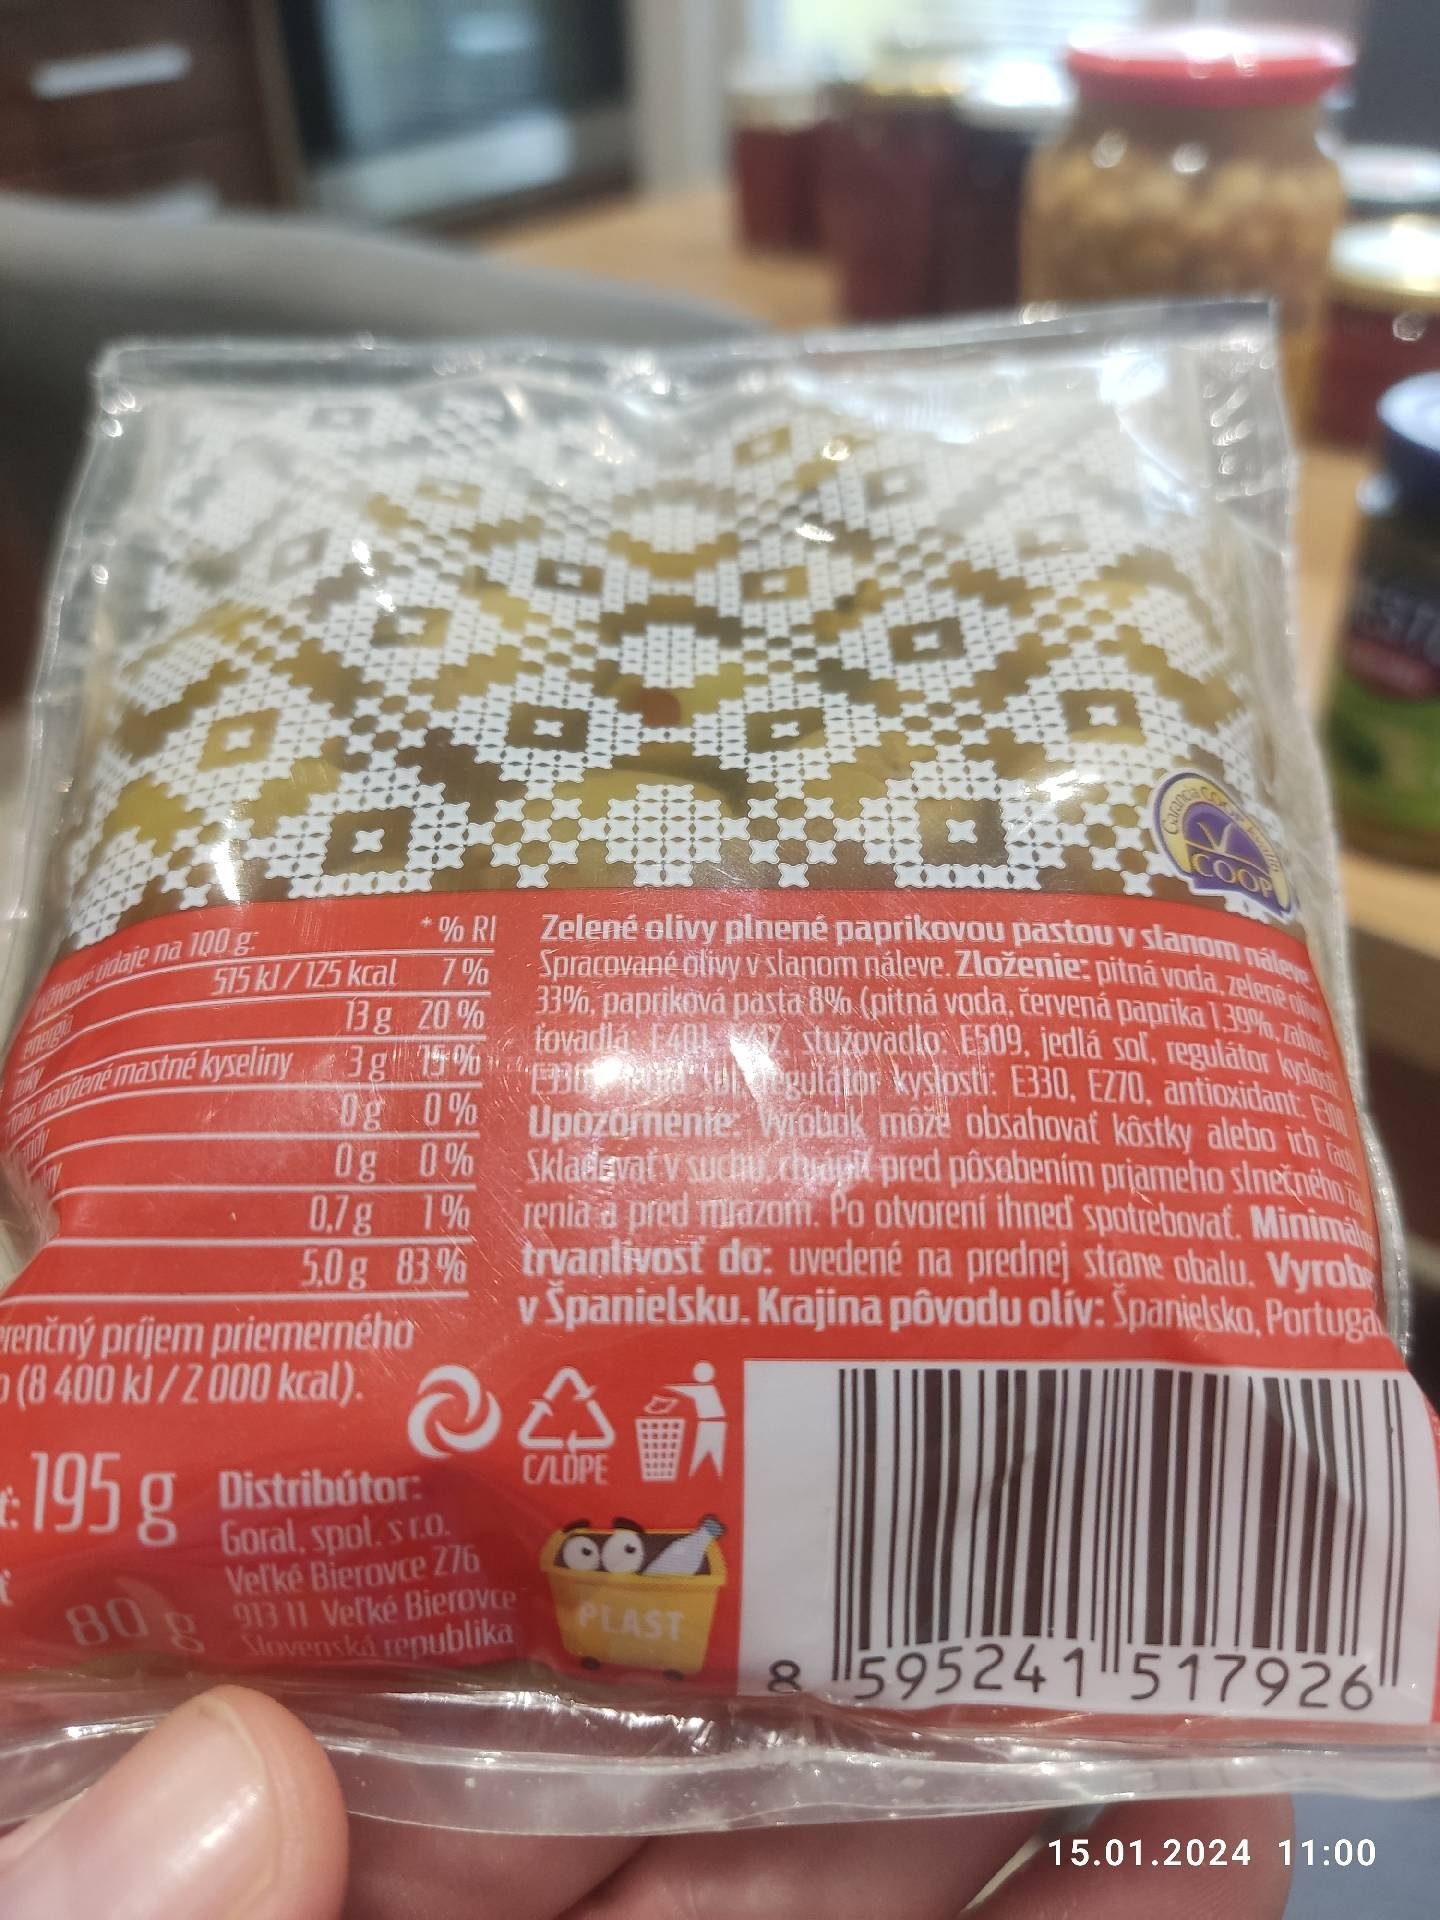 COOP
údaje na 100 g: * % RI
energia 515 kJ / 125 kcal 7 %
13 g 20 %
nasýtené mastné kyseliny 3 g 15 %
0 g 0 %
0 g 0 %
0,7 g 1 %
5,0 g 83 %
príjem priemerného
(8 400 kJ / 2 000 kcal).
195 g
80 g
Zelené olivy plnené paprikovou pastou v slanom náleve.
Spracované olivy v slanom náleve. Zloženie: pitná voda, zelené olivy
33%, papriková pasta 8% (pitná voda, červená paprika 1,39%,
E401, stužovadlo: E509, jedlá soľ, regulátor kyslosti:
regulátor kyslosti: E330, E270, antioxidant:
Upozornenie: Výrobok môže obsahovať kôstky alebo ich
Skladovať v suchu, chrániť pred pôsobením priameho slnečného
renia a pred mrazom. Po otvorení ihneď spotrebovať.
trvanlivosť do: uvedené na prednej strane obalu.
v Španielsku. Krajina pôvodu olív: Španielsko,
Distribútor:
Goral, spol. s r.o.
Veľké Bierovce 276
913 11 Veľké Bierovce
Slovenská republika
C/LDPE
PLAST
8 595241 517926
15.01.2024 11:00